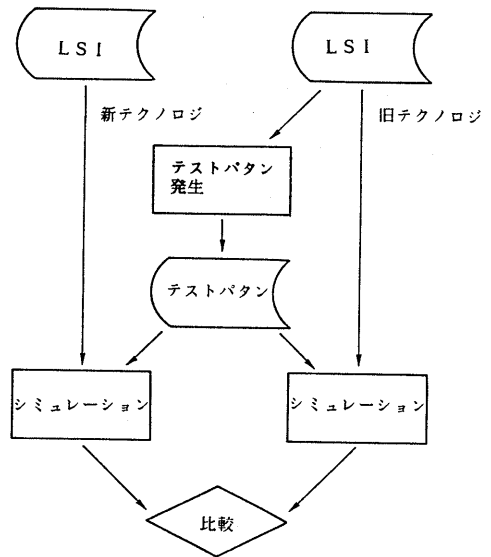 LSI
LSI
新テクノロジ
旧テクノロジ
テストパタン
発生
テストパタン
シミュレーション
シミュレーション
比較